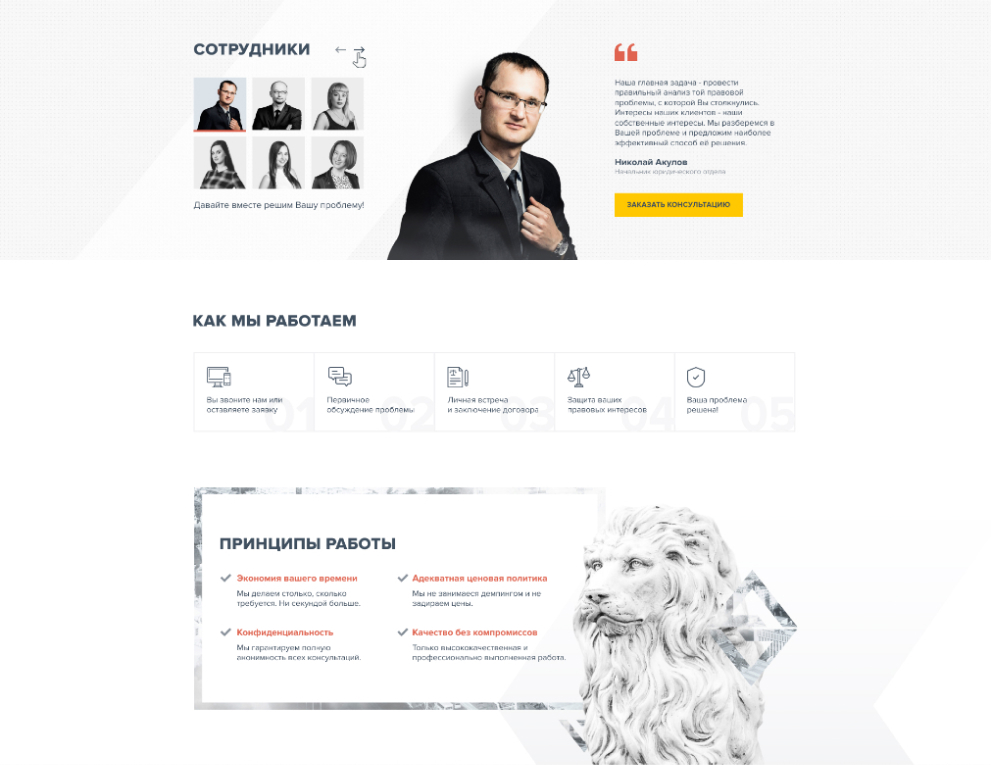 СОТРУДНИКИ
Давайте вместе решим Вашу проблему!
Наша главная задача - провести
правильный анализ той правовой
проблемы, с которой Вы столкнулись.
Интересы наших клиентов - наши
собственные интересы. Мы разберемся в
Вашей проблеме и предложим наиболее
эффективный способ её решения.
Николай Акулов
Начальник юридического отдела
ЗАКАЗАТЬ КОНСУЛЬТАЦИЮ
КАК МЫ РАБОТАЕМ
Вы звоните нам или
оставляете заявку
01
Первичное
обсуждение проблемы
02
Личная встреча
и заключение договора
03
Защита ваших
правовых интересов
04
Ваша проблема
решена!
05
ПРИНЦИПЫ РАБОТЫ
Экономия вашего времени
Мы делаем столько, сколько
требуется. Ни секундой больше.
Адекватная ценовая политика
Мы не занимаемся демпингом и не
задираем цены.
Конфиденциальность
Мы гарантируем полную
анонимность всех консультаций.
Качество без компромиссов
Только высококачественная и
профессионально выполненная работа.